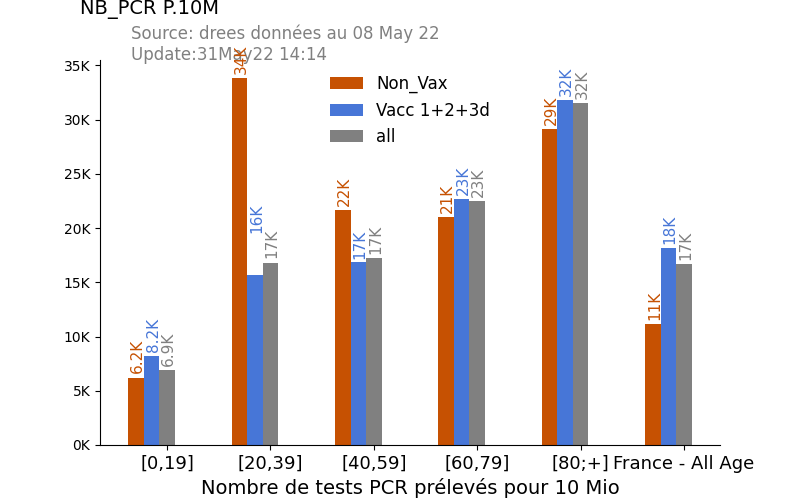 NB_PCR P.10M
Source: drees données au 08 May 22
Update:31May22 14:14
35K
30K
25K
20K
15K
10K
5K
0K
Non_Vax
Vacc 1+2+3d
all
6.2K
8.2K
6.9K
34K
16K
17K
22K
17K
17K
21K
23K
23K
29K
32K
32K
11K
18K
17K
[0,19]
[20,39]
[40,59]
[60,79]
[80;+]
France - All Age
Nombre de tests PCR prélevés pour 10 Mio